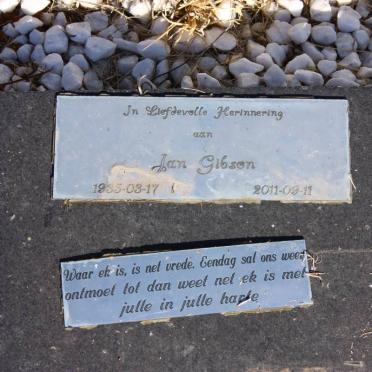 In Liefdevolle Herinnering
aan
Jan Gibson
1935-03-17 2011-09-11
Waar ek is, is net vrede. Eendag sal ons weer
ontmoet tot dan weet net ek is met
julle in julle harte